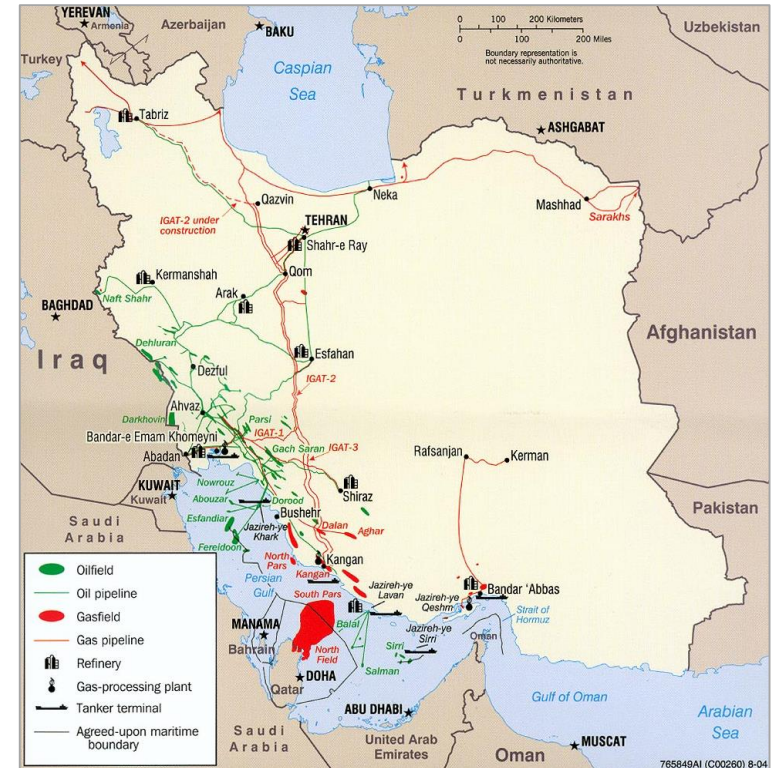 YEREVAN
Armenia
Azerbaijan
BAKU
Turkey
Caspian
Sea
0 100 200 Kilometers
0 100 200 Miles
Boundary representation is
not necessarily authoritative.
Uzbekistan
Turkmenistan
ASHGABAT
Tabriz
Qazvin
Neka
Mashhad
Sarakhs
IGAT-2 under
construction
TEHRAN
Shahr-e Ray
Kermanshah
Qom
Naft Shahr
Arak
BAGHDAD
Iraq
Dehluran
Esfahan
Afghanistan
Dezful
IGAT-2
Ahvaz
Darkhovin
Parsi
IGAT-1
Bandar-e Emam Khomeyni
Gach Saran
IGAT-3
Abadan
Rafsanjan
Kerman
KUWAIT
Kuwait
Nowrouz
Shiraz
Abouzar
Dorood
Pakistan
Saudi
Arabia
Esfandiar
Bushehr
Jazireh-ye
Khark
Dalan
Aghar
Fereidoon
North
Pars
Kangan
Kangan
Persian
Gulf
South Pars
Jazireh-ye
Lavan
Jazireh-ye
Qeshm
Bandar ‘Abbas
Strait of
Hormuz
MANAMA
Bahrain
Balal
Jazireh-ye
Sirri
Oman
North
Field
Sirri
Salman
DOHA
Qatar
Gulf of Oman
ABU DHABI
Arabian
Sea
Saudi
Arabia
United Arab
Emirates
Oman
MUSCAT
Oilfield
Oil pipeline
Gasfield
Gas pipeline
Refinery
Gas-processing plant
Tanker terminal
Agreed-upon maritime
boundary
765849AI (C00260) 8-04